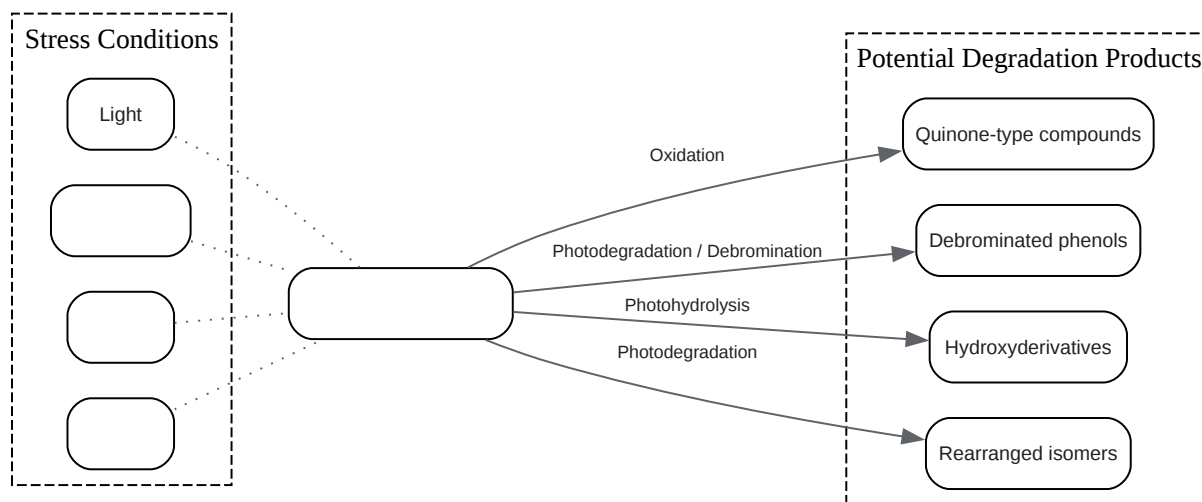 Stress Conditions
Light
Potential Degradation Products
Oxidation
Quinone-type compounds
Photodegradation / Debromination
Debrominated phenols
Photohydrolysis
Hydroxyderivatives
Photodegradation
Rearranged isomers